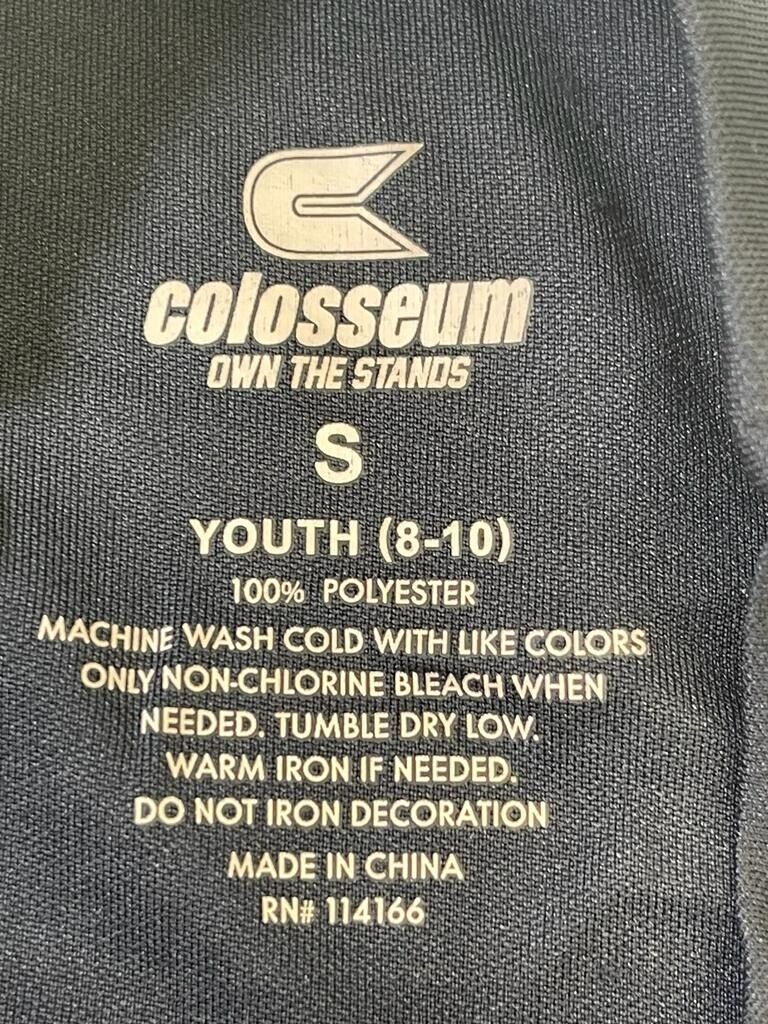 colosseum
OWN THE STANDS
S
YOUTH (8-10)
100% POLYESTER
MACHINE WASH COLD WITH LIKE COLORS
ONLY NON-CHLORINE BLEACH WHEN
NEEDED. TUMBLE DRY LOW.
WARM IRON IF NEEDED.
DO NOT IRON DECORATION
MADE IN CHINA
RN# 114166